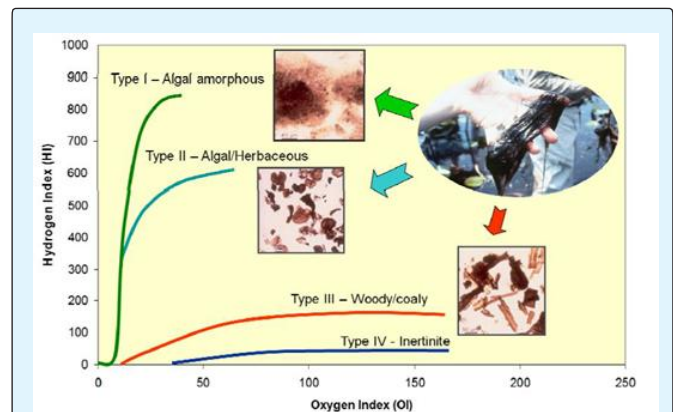 1000
900
800
700
600
500
400
300
200
100
0
Hydrogen Index (HI)
Type I – Algal amorphous
Type II – Algal/Herbaceous
Type III – Woody/coaly
Type IV - Inertinite
0 50 100 150 200 250
Oxygen Index (OI)